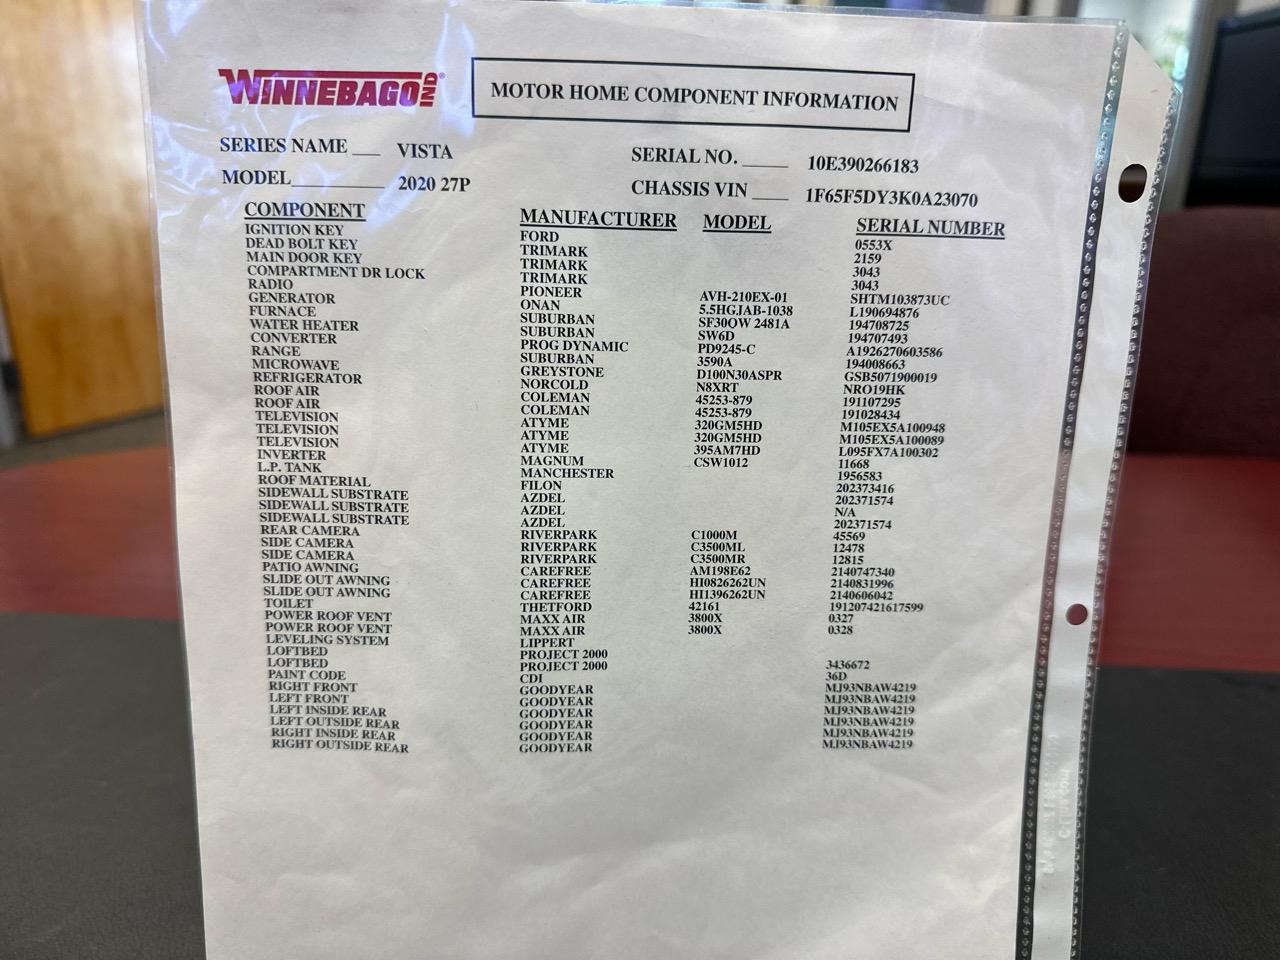 WINNEBAGO IND ®
MOTOR HOME COMPONENT INFORMATION
SERIES NAME ___ VISTA SERIAL NO. _____ 10E390266183
MODEL____________ 2020 27P CHASSIS VIN ____ 1F65F5DY3K0A23070
COMPONENT MANUFACTURER MODEL SERIAL NUMBER
IGNITION KEY FORD 0553X
DEAD BOLT KEY TRIMARK 2159
MAIN DOOR KEY TRIMARK 3043
COMPARTMENT DR LOCK TRIMARK 3043
RADIO PIONEER AVH-210EX-01 SHTM103873UC
GENERATOR ONAN 5.5HGJAB-1038 L190694876
FURNACE SUBURBAN SF30QW 2481A 194708725
WATER HEATER SUBURBAN SW6D 194707493
CONVERTER PROG DYNAMIC PD9245-C A1926270603586
RANGE SUBURBAN 3590A 194008663
MICROWAVE GREYSTONE D100N30ASPR GSB5071900019
REFRIGERATOR NORCOLD N8XRT NRO19HK
ROOF AIR COLEMAN 45253-879 191107295
ROOF AIR COLEMAN 45253-879 191028434
TELEVISION ATYME 320GM5HD M105EX5A100948
TELEVISION ATYME 320GM5HD M105EX5A100089
TELEVISION ATYME 395AM7HD L095FX7A100302
INVERTER MAGNUM CSW1012 11668
L.P. TANK MANCHESTER 1956583
ROOF MATERIAL FILON 202373416
SIDEWALL SUBSTRATE AZDEL 202371574
SIDEWALL SUBSTRATE AZDEL N/A
SIDEWALL SUBSTRATE AZDEL 202371574
REAR CAMERA RIVERPARK C1000M 45569
SIDE CAMERA RIVERPARK C3500ML 12478
SIDE CAMERA RIVERPARK C3500MR 12815
PATIO AWNING CAREFREE AM198E62 2140747340
SLIDE OUT AWNING CAREFREE HI0826262UN 2140831996
SLIDE OUT AWNING CAREFREE HI1396262UN 2140606042
TOILET THETFORD 42161 191207421617599
POWER ROOF VENT MAXX AIR 3800X 0327
POWER ROOF VENT MAXX AIR 3800X 0328
LEVELING SYSTEM LIPPERT
LOFTBED PROJECT 2000
LOFTBED PROJECT 2000 3436672
PAINT CODE CDI 36D
RIGHT FRONT GOODYEAR MJ93NBAW4219
LEFT FRONT GOODYEAR MJ93NBAW4219
LEFT INSIDE REAR GOODYEAR MJ93NBAW4219
LEFT OUTSIDE REAR GOODYEAR MJ93NBAW4219
RIGHT INSIDE REAR GOODYEAR MJ93NBAW4219
RIGHT OUTSIDE REAR GOODYEAR MJ93NBAW4219